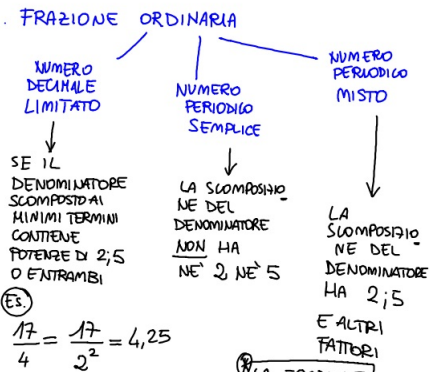 . FRAZIONE ORDINARIA
NUMERO
DECIMALE
LIMITATO
SE IL
DENOMINATORE
SCOMPOSTO AI
MINIMI TERMINI
CONTIENE
POTENZE DI 2;5
O ENTRAMBI
Es.
17/4 = 17/2² = 4,25
NUMERO
PERIODICO
SEMPLICE
LA SCOMPOSIZIO
NE DEL
DENOMINATORE
NON HA
NE' 2 NE' 5
NUMERO
PERIODICO
MISTO
LA
SCOMPOSIZIO
NE DEL
DENOMINATORE
HA 2;5
E ALTRI
FATTORI